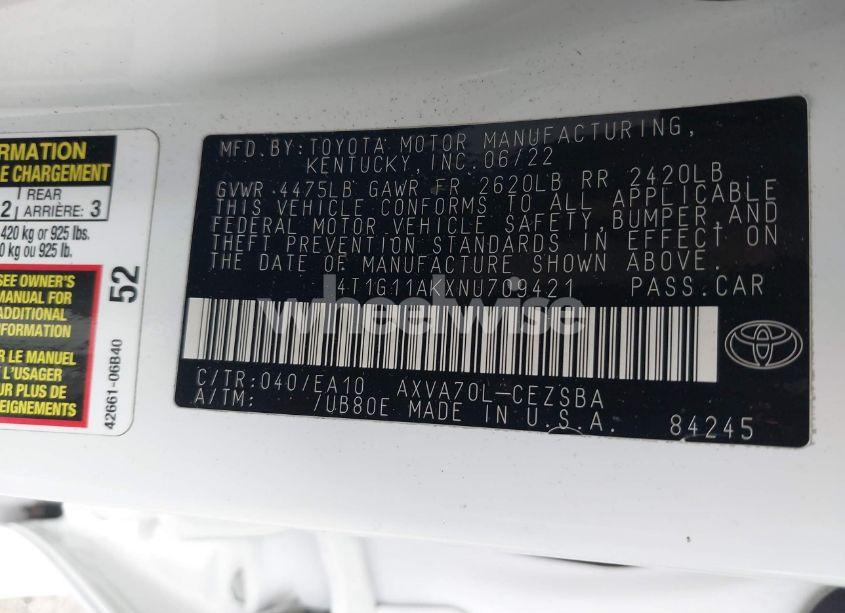 RMATION
E CHARGEMENT
2 REAR
ARRIÈRE: 3
420 kg or 925 lbs.
0 kg ou 925 lb.
SEE OWNER'S
MANUAL FOR
ADDITIONAL
INFORMATION
R LE MANUEL
L'USAGER
UR PLUS DE
SEIGNEMENTS
52
42661-06B40
MFD.BY:TOYOTA MOTOR MANUFACTURING,
KENTUCKY,INC.06/22
GVWR 4475LB GAWR FR 2620LB RR 2420LB
THIS VEHICLE CONFORMS TO ALL APPLICABLE
FEDERAL MOTOR VEHICLE SAFETY,BUMPER,AND
THEFT PREVENTION STANDARDS IN EFFECT ON
THE DATE OF MANUFACTURE SHOWN ABOVE.
4T1G11AKXNU709421 PASS.CAR
wheelwise
C/TR:040/EA10 AXVA70L-CEZSBA
A/TM: /UB80E MADE IN U.S.A.
84245